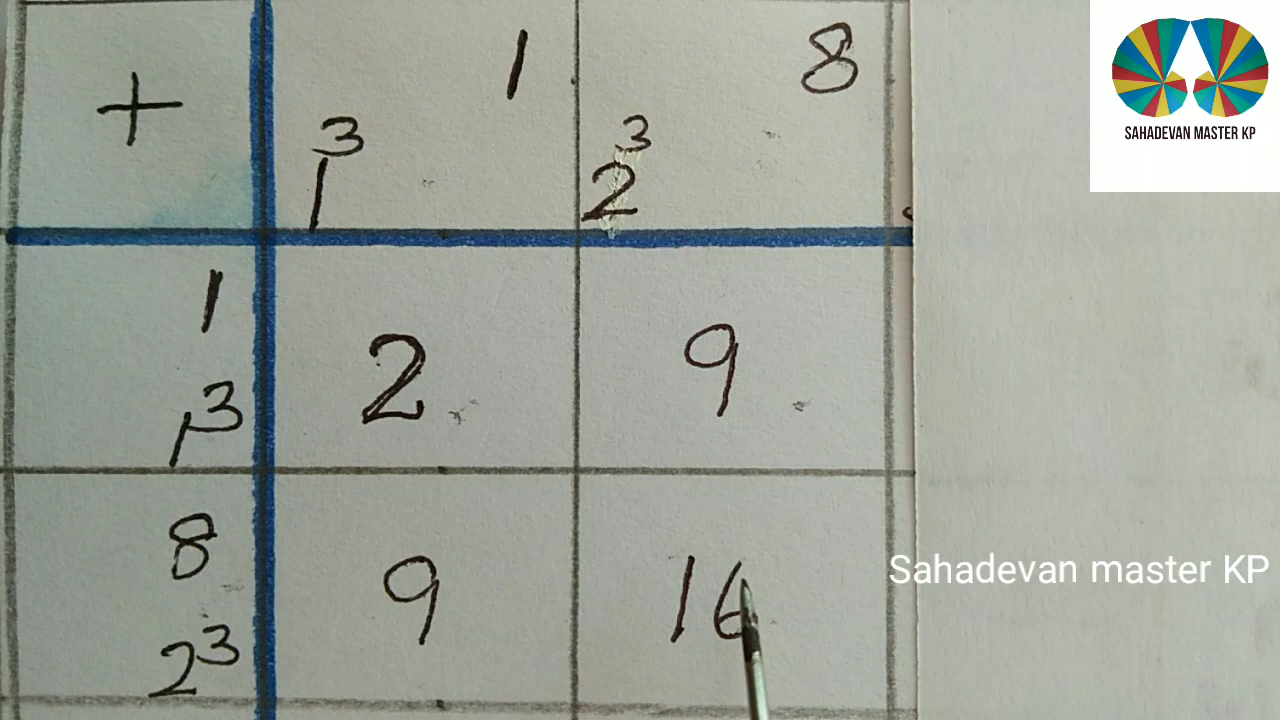 + 1³ 1 2³ 8
1 2 9
1³
8 9 16
2³
SAHADEVAN MASTER KP
Sahadevan master KP